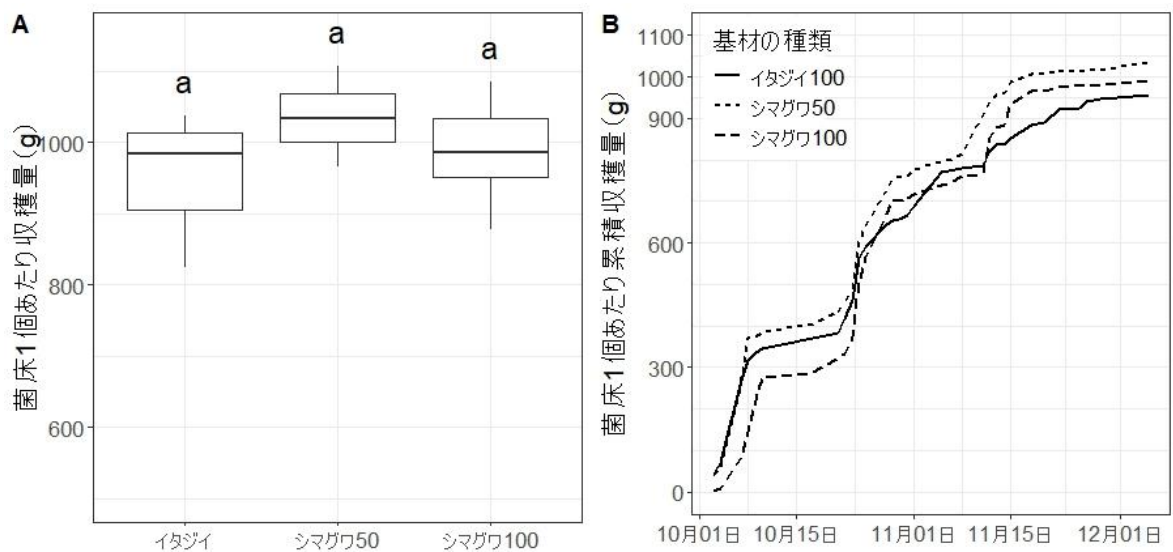 A
菌床1個あたり収穫量(g)
1000
800
600
a
a
a
イタジイ
シマグワ50
シマグワ100
B
菌床1個あたり累積収穫量(g)
1100
1000
900
600
300
0
基材の種類
イタジイ100
シマグワ50
シマグワ100
10月01日
10月15日
11月01日
11月15日
12月01日